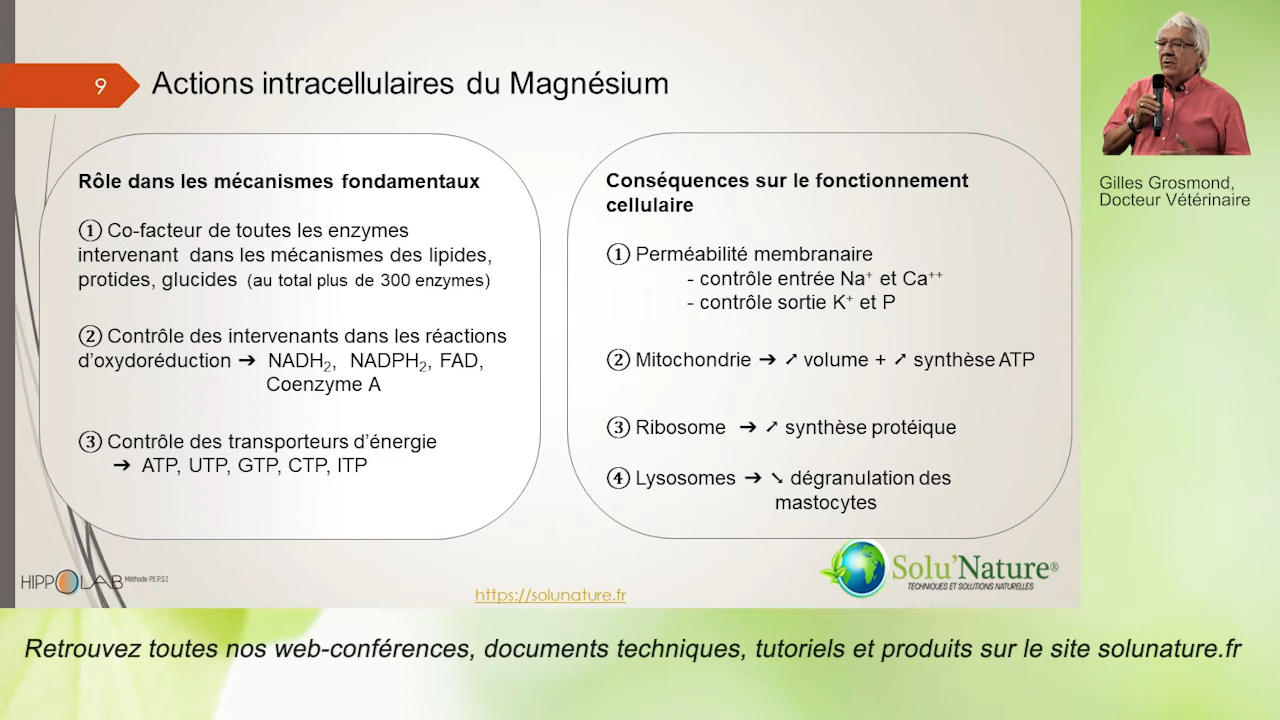 9
Actions intracellulaires du Magnésium
Rôle dans les mécanismes fondamentaux
① Co-facteur de toutes les enzymes
intervenant dans les mécanismes des lipides,
protides, glucides (au total plus de 300 enzymes)
② Contrôle des intervenants dans les réactions
d’oxydoréduction ➔ NADH₂, NADPH₂, FAD,
Coenzyme A
③ Contrôle des transporteurs d’énergie
➔ ATP, UTP, GTP, CTP, ITP
Conséquences sur le fonctionnement
cellulaire
① Perméabilité membranaire
- contrôle entrée Na⁺ et Ca⁺⁺
- contrôle sortie K⁺ et P
② Mitochondrie ➔ ➚ volume + ➚ synthèse ATP
③ Ribosome ➔ ➚ synthèse protéique
④ Lysosomes ➔ ➘ dégranulation des
mastocytes
HIPPOLAB Méthode P.E.P.S.I
https://solunature.fr
Solu’Nature®
TECHNIQUES ET SOLUTIONS NATURELLES
Gilles Grosmond,
Docteur Vétérinaire
Retrouvez toutes nos web-conférences, documents techniques, tutoriels et produits sur le site solunature.fr